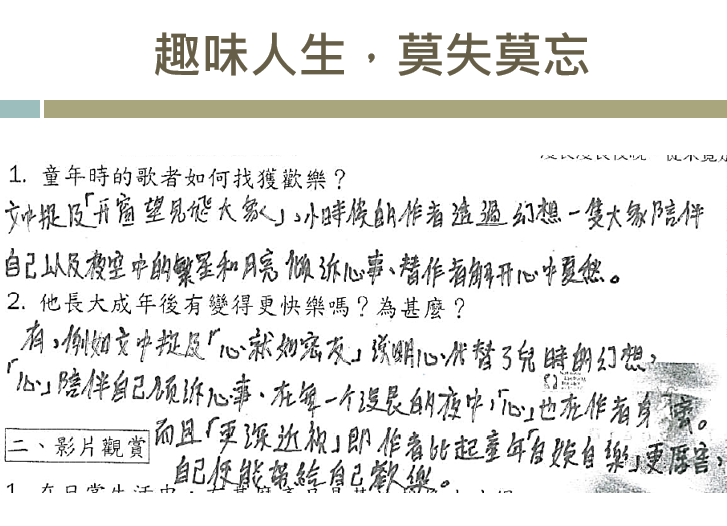 趣味人生，莫失莫忘
1. 童年時的歌者如何找獲歡樂？
文中提及「開窗望見飛大象」，小時候的作者透過幻想一隻大象陪伴
自己以及夜空中的繁星和月亮傾訴心事、替作者解開心中憂愁。
2. 他長大成年後有變得更快樂嗎？為甚麼？
有，例如文中提及「心就如密友」說明心代替了兒時的幻想，
「心」陪伴自己傾訴心事、在每一個漫長的夜中，「心」也在作者身旁。
而且「更深近視」即作者比起童年「自娛自樂」更厲害，
二、影片觀賞
自己便能帶給自己歡樂。